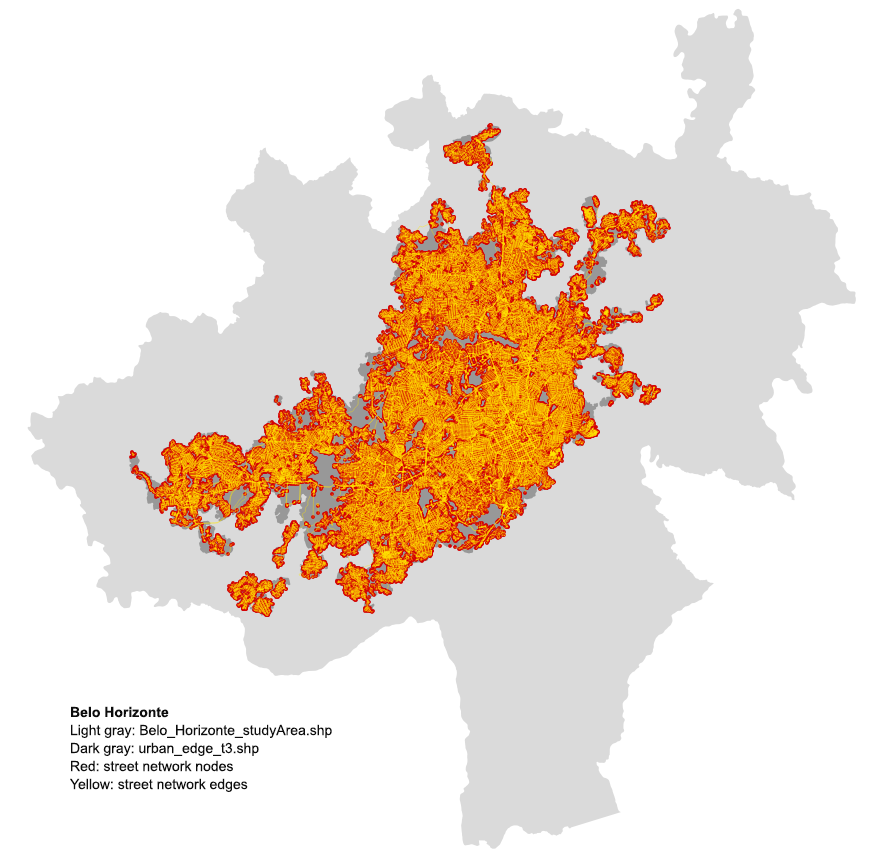 Belo Horizonte
Light gray: Belo_Horizonte_studyArea.shp
Dark gray: urban_edge_t3.shp
Red: street network nodes
Yellow: street network edges